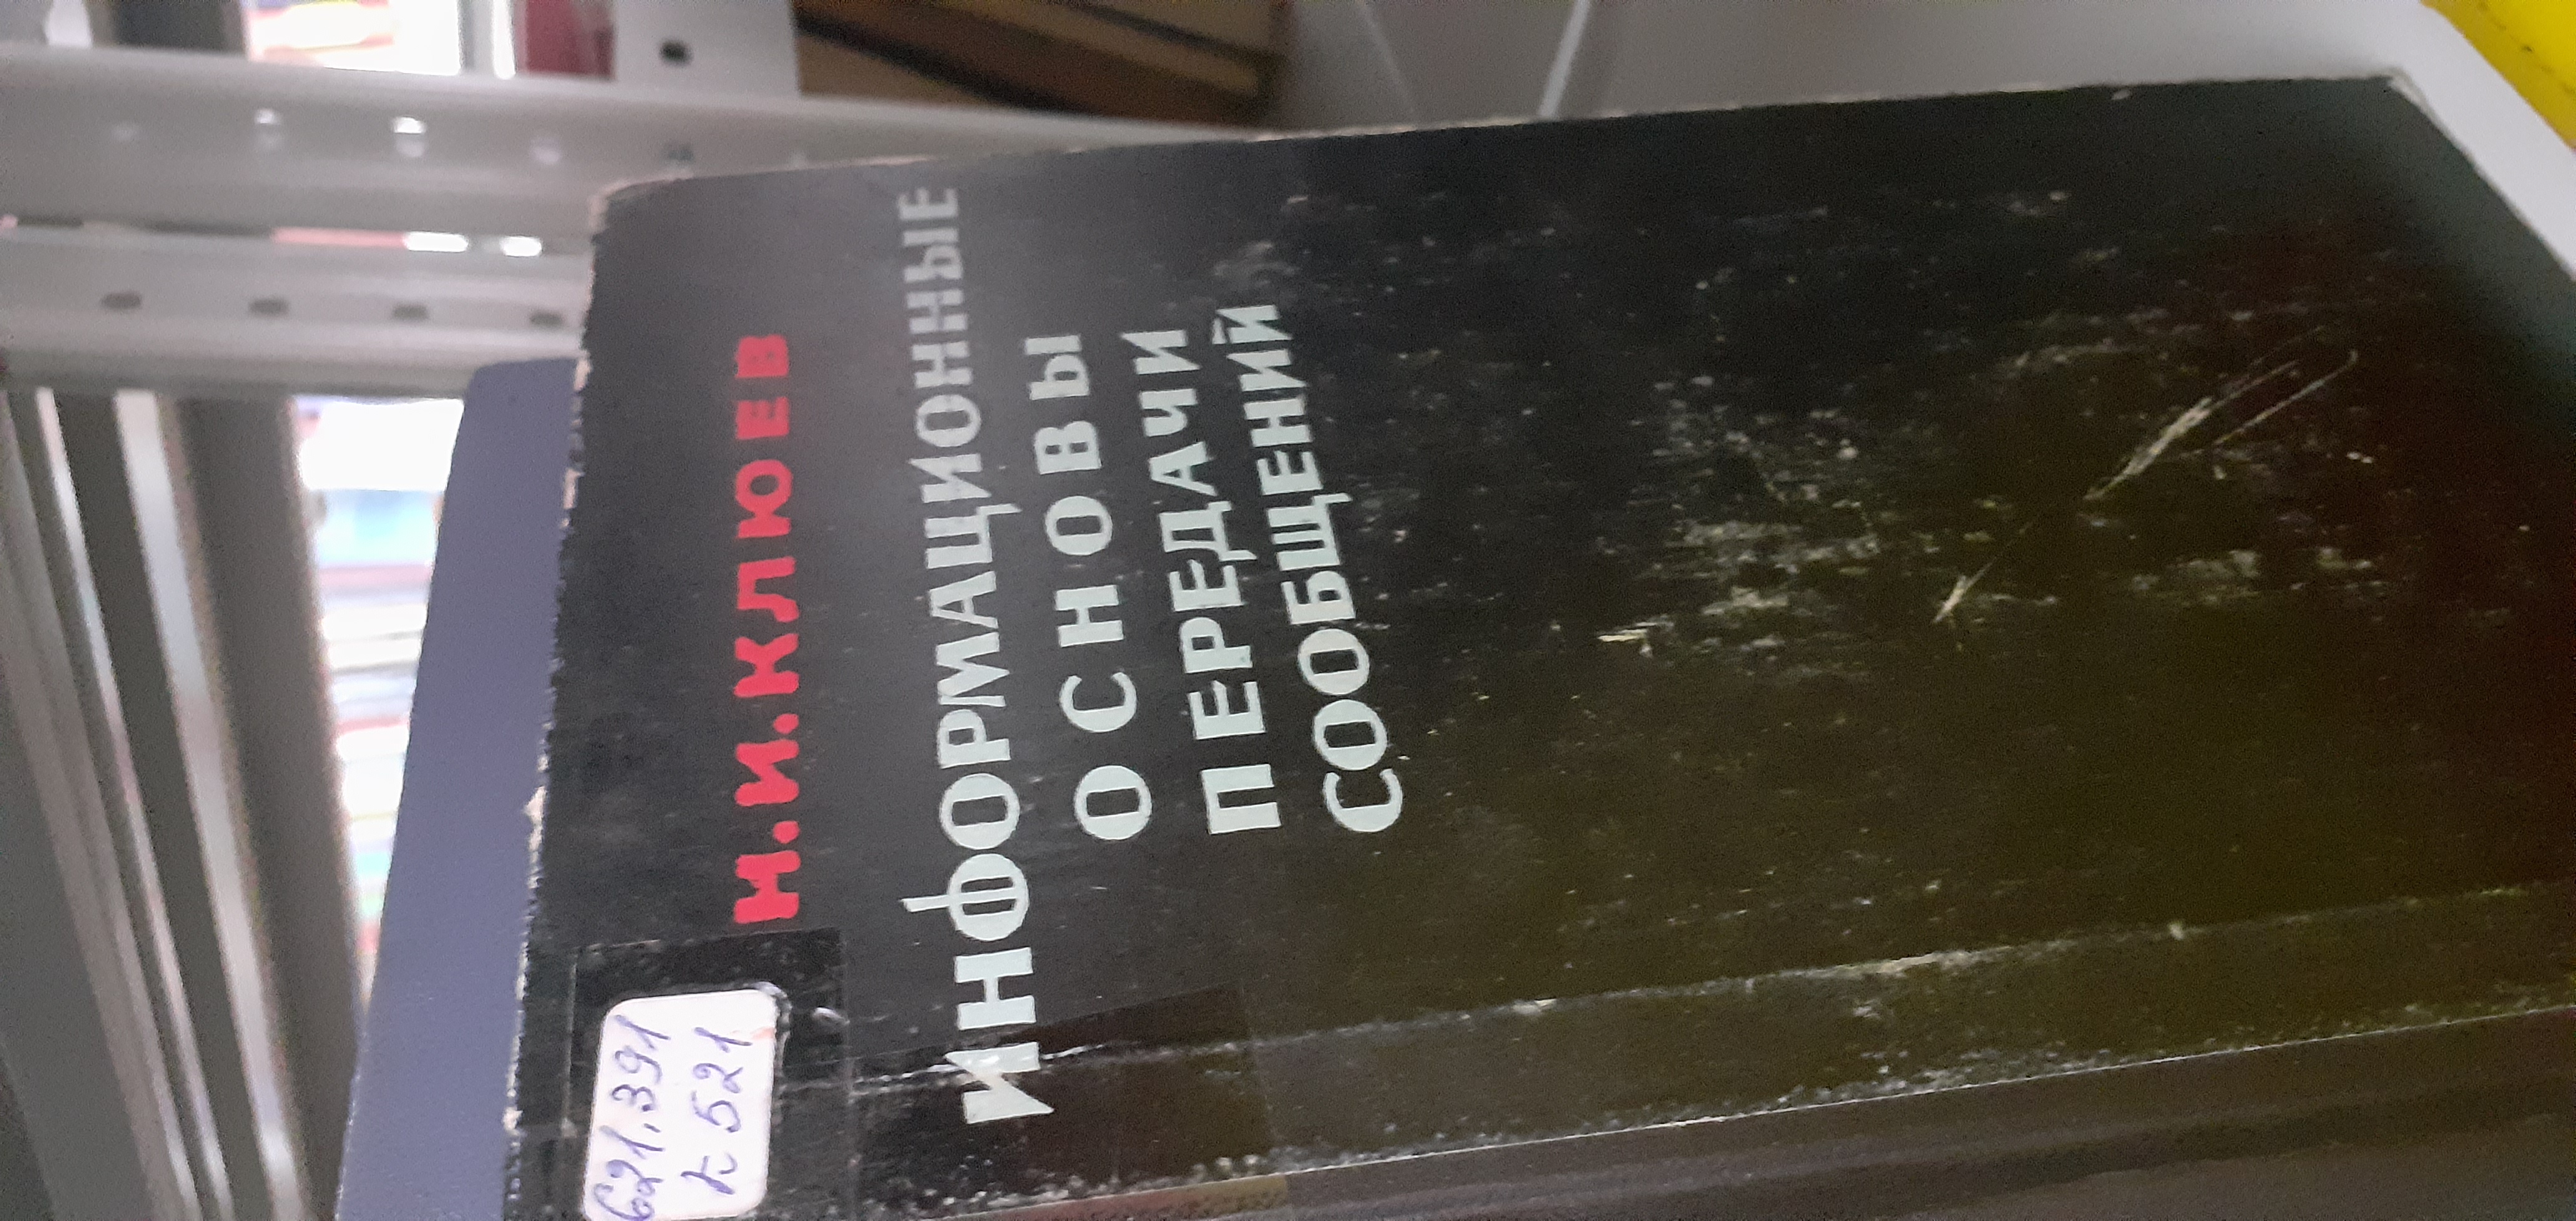 Н.И.КЛЮЕВ
ИНФОРМАЦИОННЫЕ
ОСНОВЫ
ПЕРЕДАЧИ
СООБЩЕНИЙ
621.391
К 521